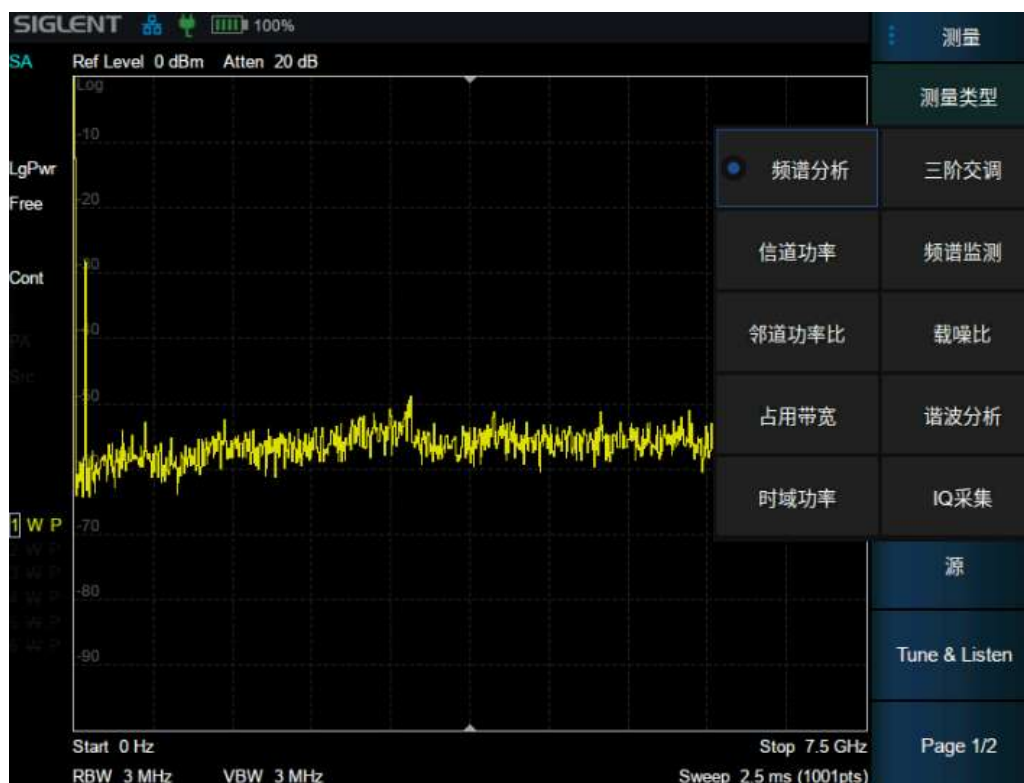 SIGLENT 100%
测量
SA Ref Level 0 dBm Atten 20 dB
测量类型
Log
-10
频谱分析 三阶交调
LgPwr
Free
-20
信道功率 频谱监测
-30
Cont
邻道功率比 载噪比
-40
PA
Src
-50
占用带宽 谐波分析
时域功率 IQ采集
1 W P
-70
源
-80
-90
Tune & Listen
Start 0 Hz Stop 7.5 GHz
Page 1/2
RBW 3 MHz VBW 3 MHz Sweep 2.5 ms (1001pts)